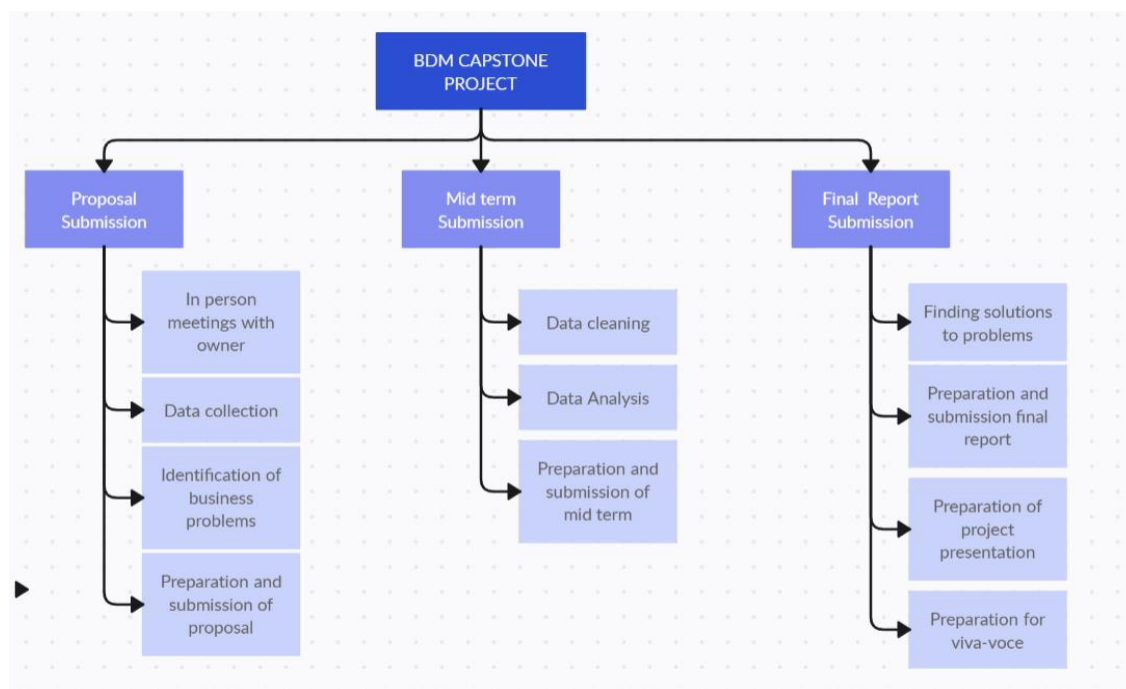 BDM CAPSTONE
PROJECT
Proposal
Submission
In person
meetings with
owner
Data collection
Identification of
business
problems
Preparation and
submission of
proposal
Mid term
Submission
Data cleaning
Data Analysis
Preparation and
submission of
mid term
Final Report
Submission
Finding solutions
to problems
Preparation and
submission final
report
Preparation of
project
presentation
Preparation for
viva-voce